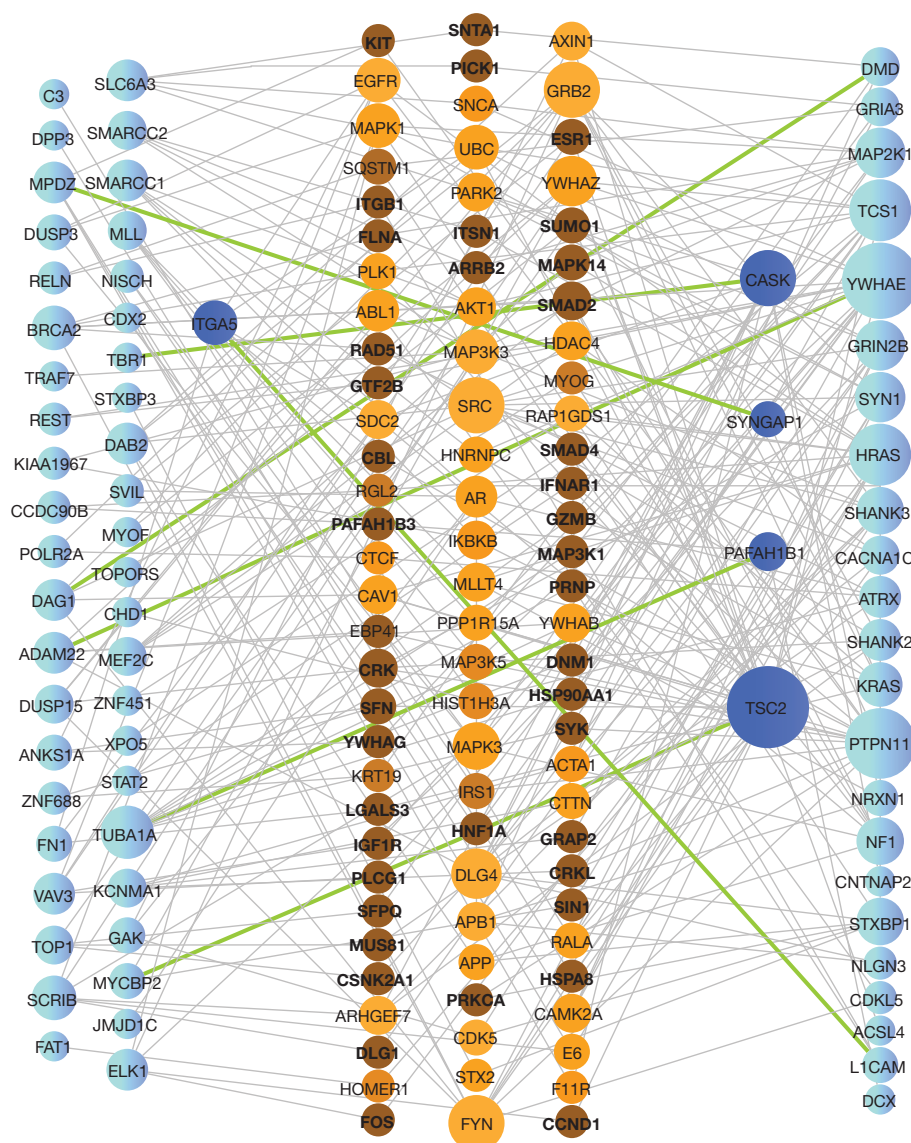 C3
DPP3
MPDZ
DUSP3
RELN
BRCA2
TRAF7
REST
KIAA1967
CCDC90B
POLR2A
DAG1
ADAM22
DUSP15
ANKS1A
ZNF688
FN1
VAV3
TOP1
SCRIB
FAT1
SLC6A3
SMARCC2
SMARCC1
MLL
NISCH
CDX2
TBR1
STXBP3
DAB2
SVIL
MYOF
TOPORS
CHD1
MEF2C
ZNF451
XPO5
STAT2
TUBA1A
KCNMA1
GAK
MYCBP2
JMJD1C
ELK1
ITGA5
KIT
EGFR
MAPK1
SQSTM1
ITGB1
FLNA
PLK1
ABL1
RAD51
GTF2B
SDC2
CBL
RGL2
PAFAH1B3
CTCF
CAV1
EBP41
CRK
SFN
YWHAG
KRT19
LGALS3
IGF1R
PLCG1
SFPQ
MUS81
CSNK2A1
ARHGEF7
DLG1
HOMER1
FOS
SNTA1
PICK1
SNCA
UBC
PARK2
ITSN1
ARRB2
AKT1
MAP3K3
SRC
HNRNPC
AR
IKBKB
MLLT4
PPP1R15A
MAP3K5
HIST1H3A
MAPK3
IRS1
HNF1A
DLG4
APB1
APP
PRKCA
CDK5
STX2
FYN
AXIN1
GRB2
ESR1
YWHAZ
SUMO1
MAPK14
SMAD2
HDAC4
MYOG
RAP1GDS1
SMAD4
IFNAR1
GZMB
MAP3K1
PRNP
YWHAB
DNM1
HSP90AA1
SYK
ACTA1
CTTN
GRAP2
CRKL
SIN1
RALA
HSPA8
CAMK2A
E6
F11R
CCND1
CASK
SYNGAP1
PAFAH1B1
TSC2
DMD
GRIA3
MAP2K1
TCS1
YWHAE
GRIN2B
SYN1
HRAS
SHANK3
CACNA1C
ATRX
SHANK2
KRAS
PTPN11
NRXN1
NF1
CNTNAP2
STXBP1
NLGN3
CDKL5
ACSL4
L1CAM
DCX